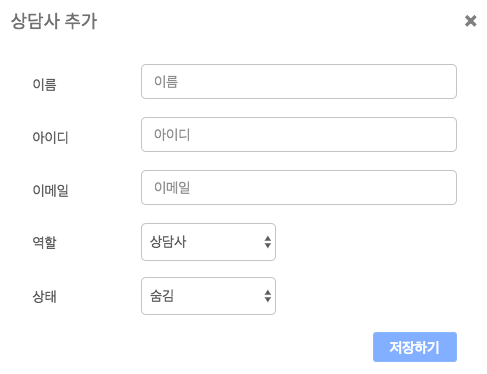 상담사 추가
이름 이름
아이디 아이디
이메일 이메일
역할 상담사
상태 숨김
저장하기